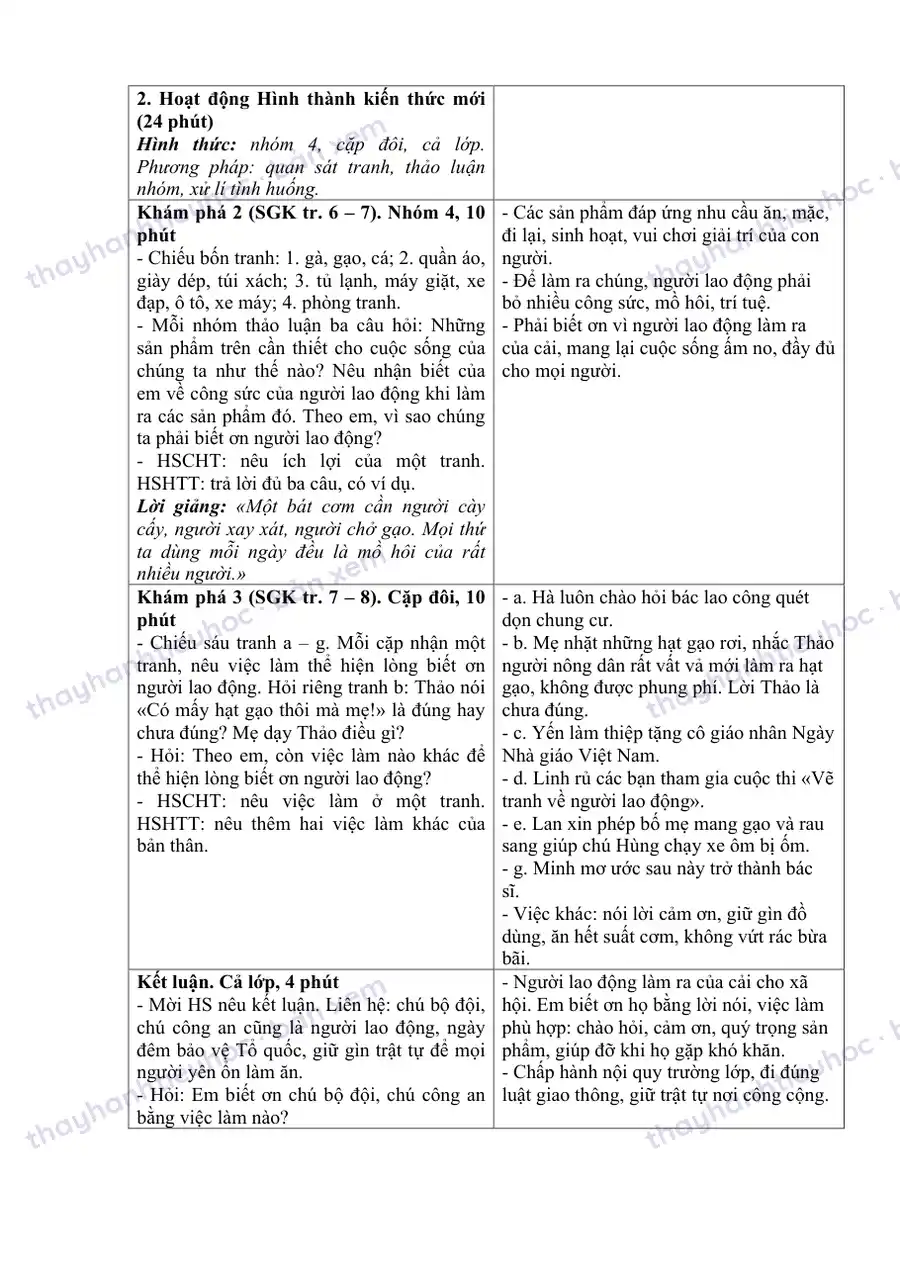 2. Hoạt động Hình thành kiến thức mới
(24 phút)
Hình thức: nhóm 4, cặp đôi, cả lớp.
Phương pháp: quan sát tranh, thảo luận
nhóm, xử lí tình huống.
Khám phá 2 (SGK tr. 6 – 7). Nhóm 4, 10
phút
- Chiếu bốn tranh: 1. gà, gạo, cá; 2. quần áo,
giày dép, túi xách; 3. tủ lạnh, máy giặt, xe
đạp, ô tô, xe máy; 4. phòng tranh.
- Mỗi nhóm thảo luận ba câu hỏi: Những
sản phẩm trên cần thiết cho cuộc sống của
chúng ta như thế nào? Nêu nhận biết của
em về công sức của người lao động khi làm
ra các sản phẩm đó. Theo em, vì sao chúng
ta phải biết ơn người lao động?
- HSCHT: nêu ích lợi của một tranh.
HSHTT: trả lời đủ ba câu, có ví dụ.
Lời giảng: «Một bát cơm cần người cày
cấy, người xay xát, người chở gạo. Mọi thứ
ta dùng mỗi ngày đều là mồ hôi của rất
nhiều người.»
- Các sản phẩm đáp ứng nhu cầu ăn, mặc,
đi lại, sinh hoạt, vui chơi giải trí của con
người.
- Để làm ra chúng, người lao động phải
bỏ nhiều công sức, mồ hôi, trí tuệ.
- Phải biết ơn vì người lao động làm ra
của cải, mang lại cuộc sống ấm no, đầy đủ
cho mọi người.
Khám phá 3 (SGK tr. 7 – 8). Cặp đôi, 10
phút
- Chiếu sáu tranh a – g. Mỗi cặp nhận một
tranh, nêu việc làm thể hiện lòng biết ơn
người lao động. Hỏi riêng tranh b: Thảo nói
«Có mấy hạt gạo thôi mà mẹ!» là đúng hay
chưa đúng? Mẹ dạy Thảo điều gì?
- Hỏi: Theo em, còn việc làm nào khác để
thể hiện lòng biết ơn người lao động?
- HSCHT: nêu việc làm ở một tranh.
HSHTT: nêu thêm hai việc làm khác của
bản thân.
- a. Hà luôn chào hỏi bác lao công quét
dọn chung cư.
- b. Mẹ nhặt những hạt gạo rơi, nhắc Thảo
người nông dân rất vất vả mới làm ra hạt
gạo, không được phung phí. Lời Thảo là
chưa đúng.
- c. Yến làm thiệp tặng cô giáo nhân Ngày
Nhà giáo Việt Nam.
- d. Linh rủ các bạn tham gia cuộc thi «Vẽ
tranh về người lao động».
- e. Lan xin phép bố mẹ mang gạo và rau
sang giúp chú Hùng chạy xe ôm bị ốm.
- g. Minh mơ ước sau này trở thành bác
sĩ.
- Việc khác: nói lời cảm ơn, giữ gìn đồ
dùng, ăn hết suất cơm, không vứt rác bừa
bãi.
Kết luận. Cả lớp, 4 phút
- Mời HS nêu kết luận. Liên hệ: chú bộ đội,
chú công an cũng là người lao động, ngày
đêm bảo vệ Tổ quốc, giữ gìn trật tự để mọi
người yên ổn làm ăn.
- Hỏi: Em biết ơn chú bộ đội, chú công an
bằng việc làm nào?
- Người lao động làm ra của cải cho xã
hội. Em biết ơn họ bằng lời nói, việc làm
phù hợp: chào hỏi, cảm ơn, quý trọng sản
phẩm, giúp đỡ khi họ gặp khó khăn.
- Chấp hành nội quy trường lớp, đi đúng
luật giao thông, giữ trật tự nơi công cộng.
thayhanhtieuhoc · bản xem
thayhanhtieuhoc · b
thayhanhtieuhoc · bản xem
thayhanhtieuhoc · b
thayhanhtieuhoc · bản xem
thayhanhtieuhoc · b